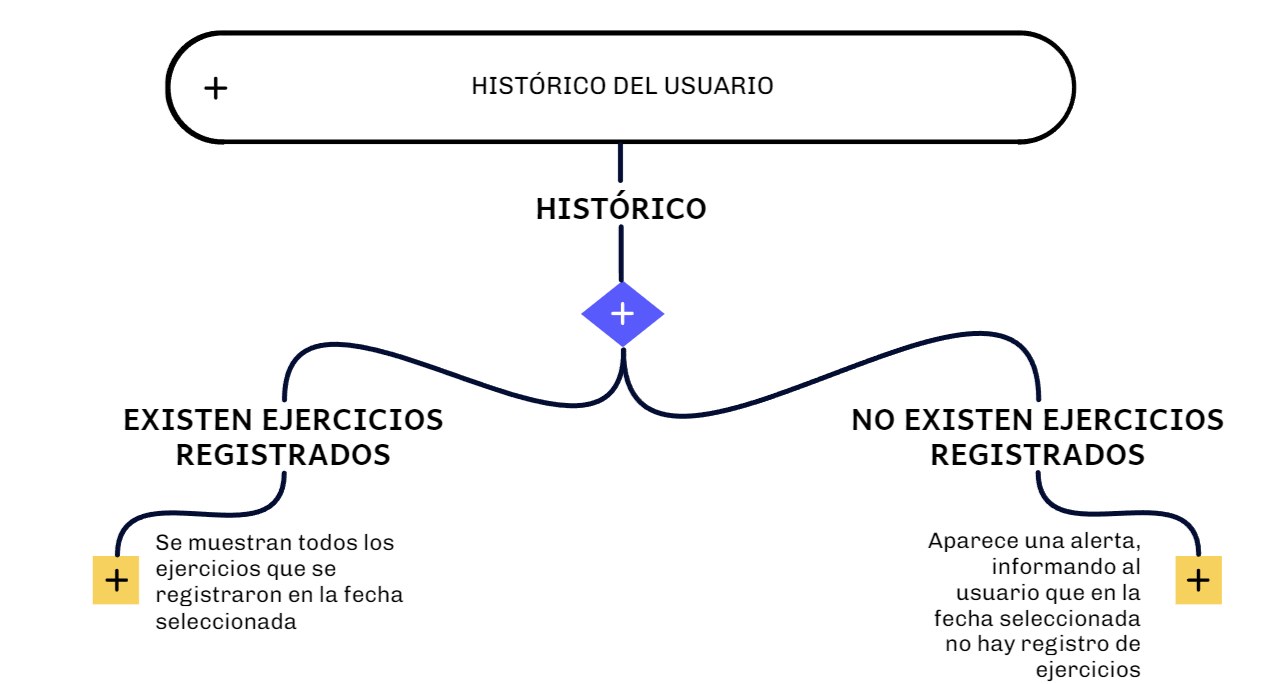 HISTÓRICO DEL USUARIO
HISTÓRICO
EXISTEN EJERCICIOS
REGISTRADOS
Se muestran todos los
ejercicios que se
registraron en la fecha
seleccionada
NO EXISTEN EJERCICIOS
REGISTRADOS
Aparece una alerta,
informando al
usuario que en la
fecha seleccionada
no hay registro de
ejercicios